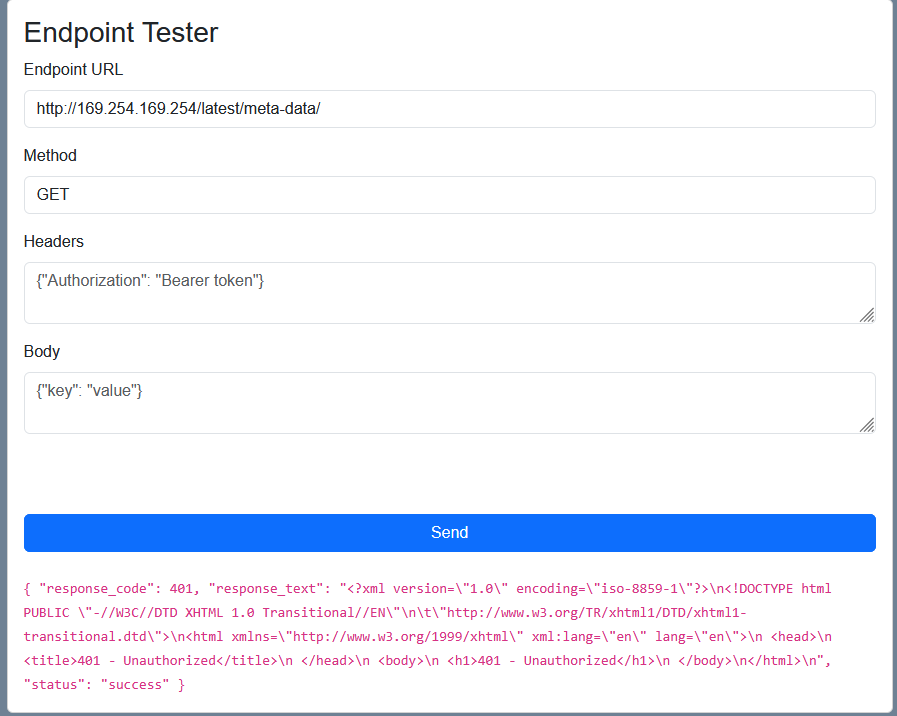 Endpoint Tester
Endpoint URL
http://169.254.169.254/latest/meta-data/
Method
GET
Headers
{"Authorization": "Bearer token"}
Body
{"key": "value"}
Send
{ "response_code": 401, "response_text": "<?xml version=\"1.0\" encoding=\"iso-8859-1\"?>\n<!DOCTYPE html
PUBLIC \"-//W3C//DTD XHTML 1.0 Transitional//EN\"\n\t\"http://www.w3.org/TR/xhtml1/DTD/xhtml1-
transitional.dtd\">\n<html xmlns=\"http://www.w3.org/1999/xhtml\" xml:lang=\"en\" lang=\"en\">\n <head>\n
<title>401 - Unauthorized</title>\n </head>\n <body>\n <h1>401 - Unauthorized</h1>\n </body>\n</html>\n",
"status": "success" }